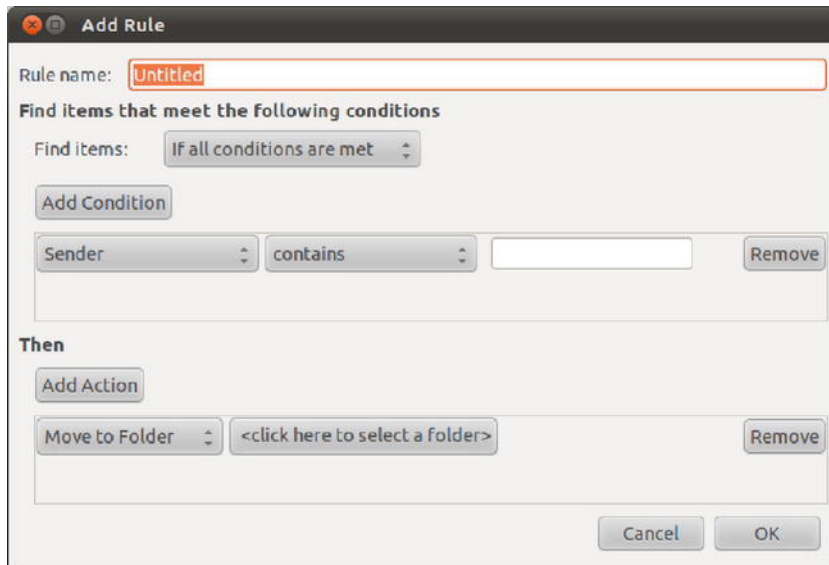 Add Rule
Rule name: Untitled
Find items that meet the following conditions
Find items: If all conditions are met
Add Condition
Sender contains Remove
Then
Add Action
Move to Folder <click here to select a folder> Remove
Cancel OK